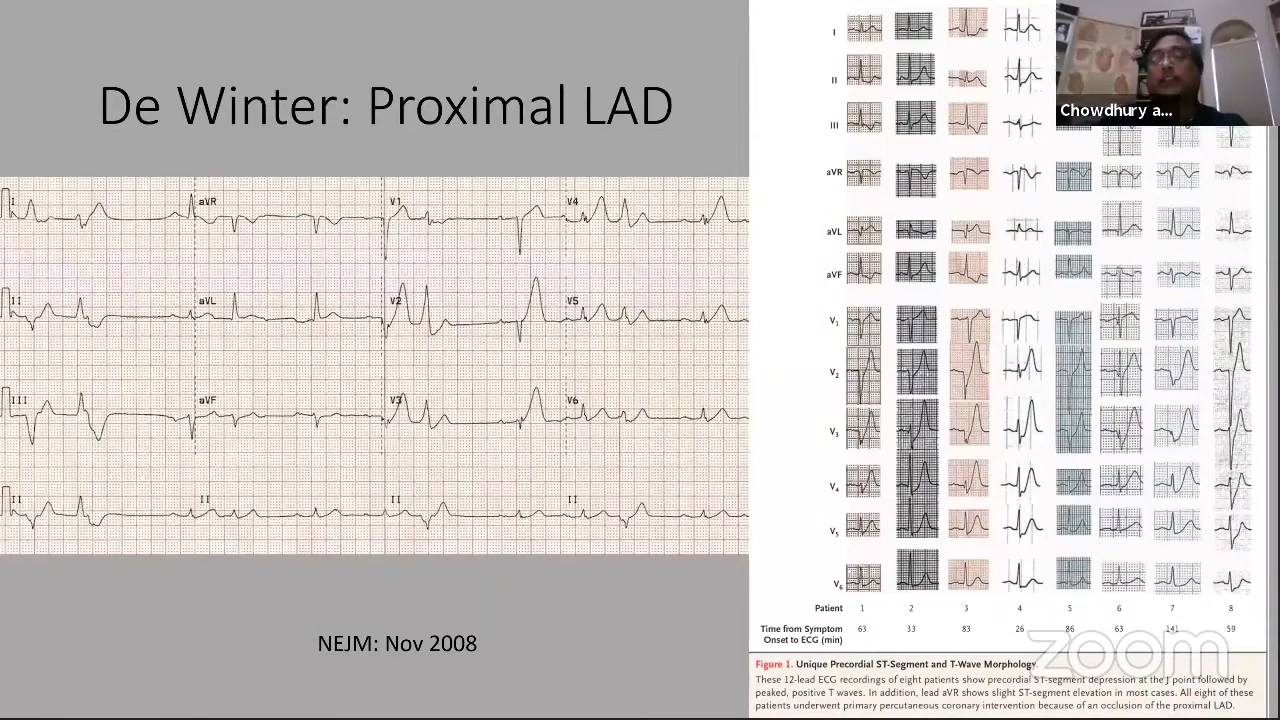 De Winter: Proximal LAD
I
aVR
V1
V4
II
aVL
V2
V5
III
aVF
V3
V6
II
II
II
II
NEJM: Nov 2008
Chowdhury a...
I
II
III
aVR
aVL
aVF
V1
V2
V3
V4
V5
V6
Patient 1 2 3 4 5 6 7 8
Time from Symptom 63 33 83 26 86 63 141 59
Onset to ECG (min)
zoom
Figure 1. Unique Precordial ST-Segment and T-Wave Morphology.
These 12-lead ECG recordings of eight patients show precordial ST-segment depression at the J point followed by
peaked, positive T waves. In addition, lead aVR shows slight ST-segment elevation in most cases. All eight of these
patients underwent primary percutaneous coronary intervention because of an occlusion of the proximal LAD.